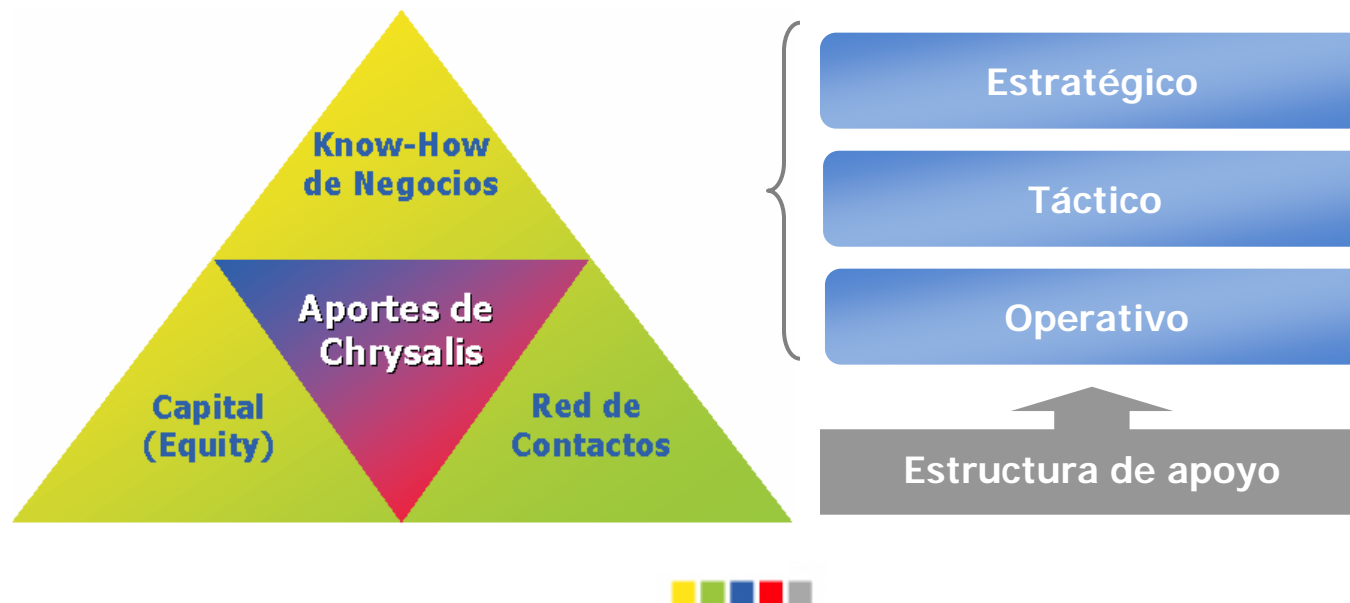 Know-How
de Negocios
Aportes de
Chrysalis
Capital
(Equity)
Red de
Contactos
Estratégico
Táctico
Operativo
Estructura de apoyo